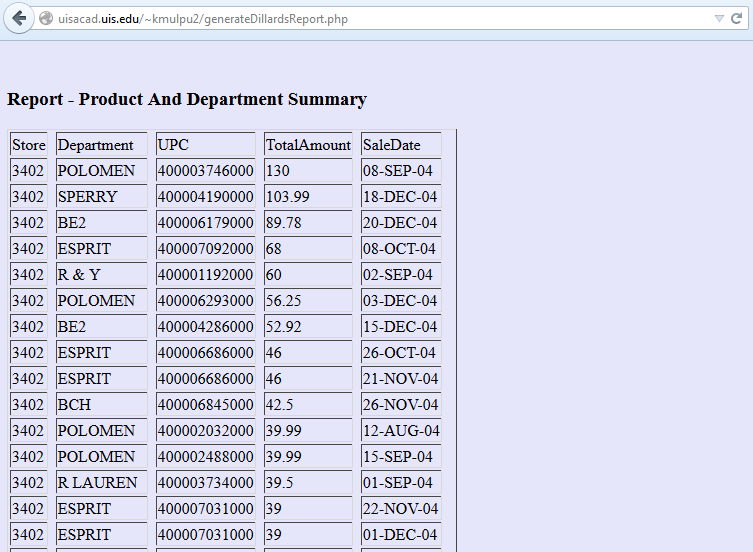 uisacad.uis.edu/~kmulpu2/generateDillardsReport.php
Report - Product And Department Summary
Store Department UPC TotalAmount SaleDate
3402 POLOMEN 400003746000 130 08-SEP-04
3402 SPERRY 400004190000 103.99 18-DEC-04
3402 BE2 400006179000 89.78 20-DEC-04
3402 ESPRIT 400007092000 68 08-OCT-04
3402 R & Y 400001192000 60 02-SEP-04
3402 POLOMEN 400006293000 56.25 03-DEC-04
3402 BE2 400004286000 52.92 15-DEC-04
3402 ESPRIT 400006686000 46 26-OCT-04
3402 ESPRIT 400006686000 46 21-NOV-04
3402 BCH 400006845000 42.5 26-NOV-04
3402 POLOMEN 400002032000 39.99 12-AUG-04
3402 POLOMEN 400002488000 39.99 15-SEP-04
3402 R LAUREN 400003734000 39.5 01-SEP-04
3402 ESPRIT 400007031000 39 22-NOV-04
3402 ESPRIT 400007031000 39 01-DEC-04